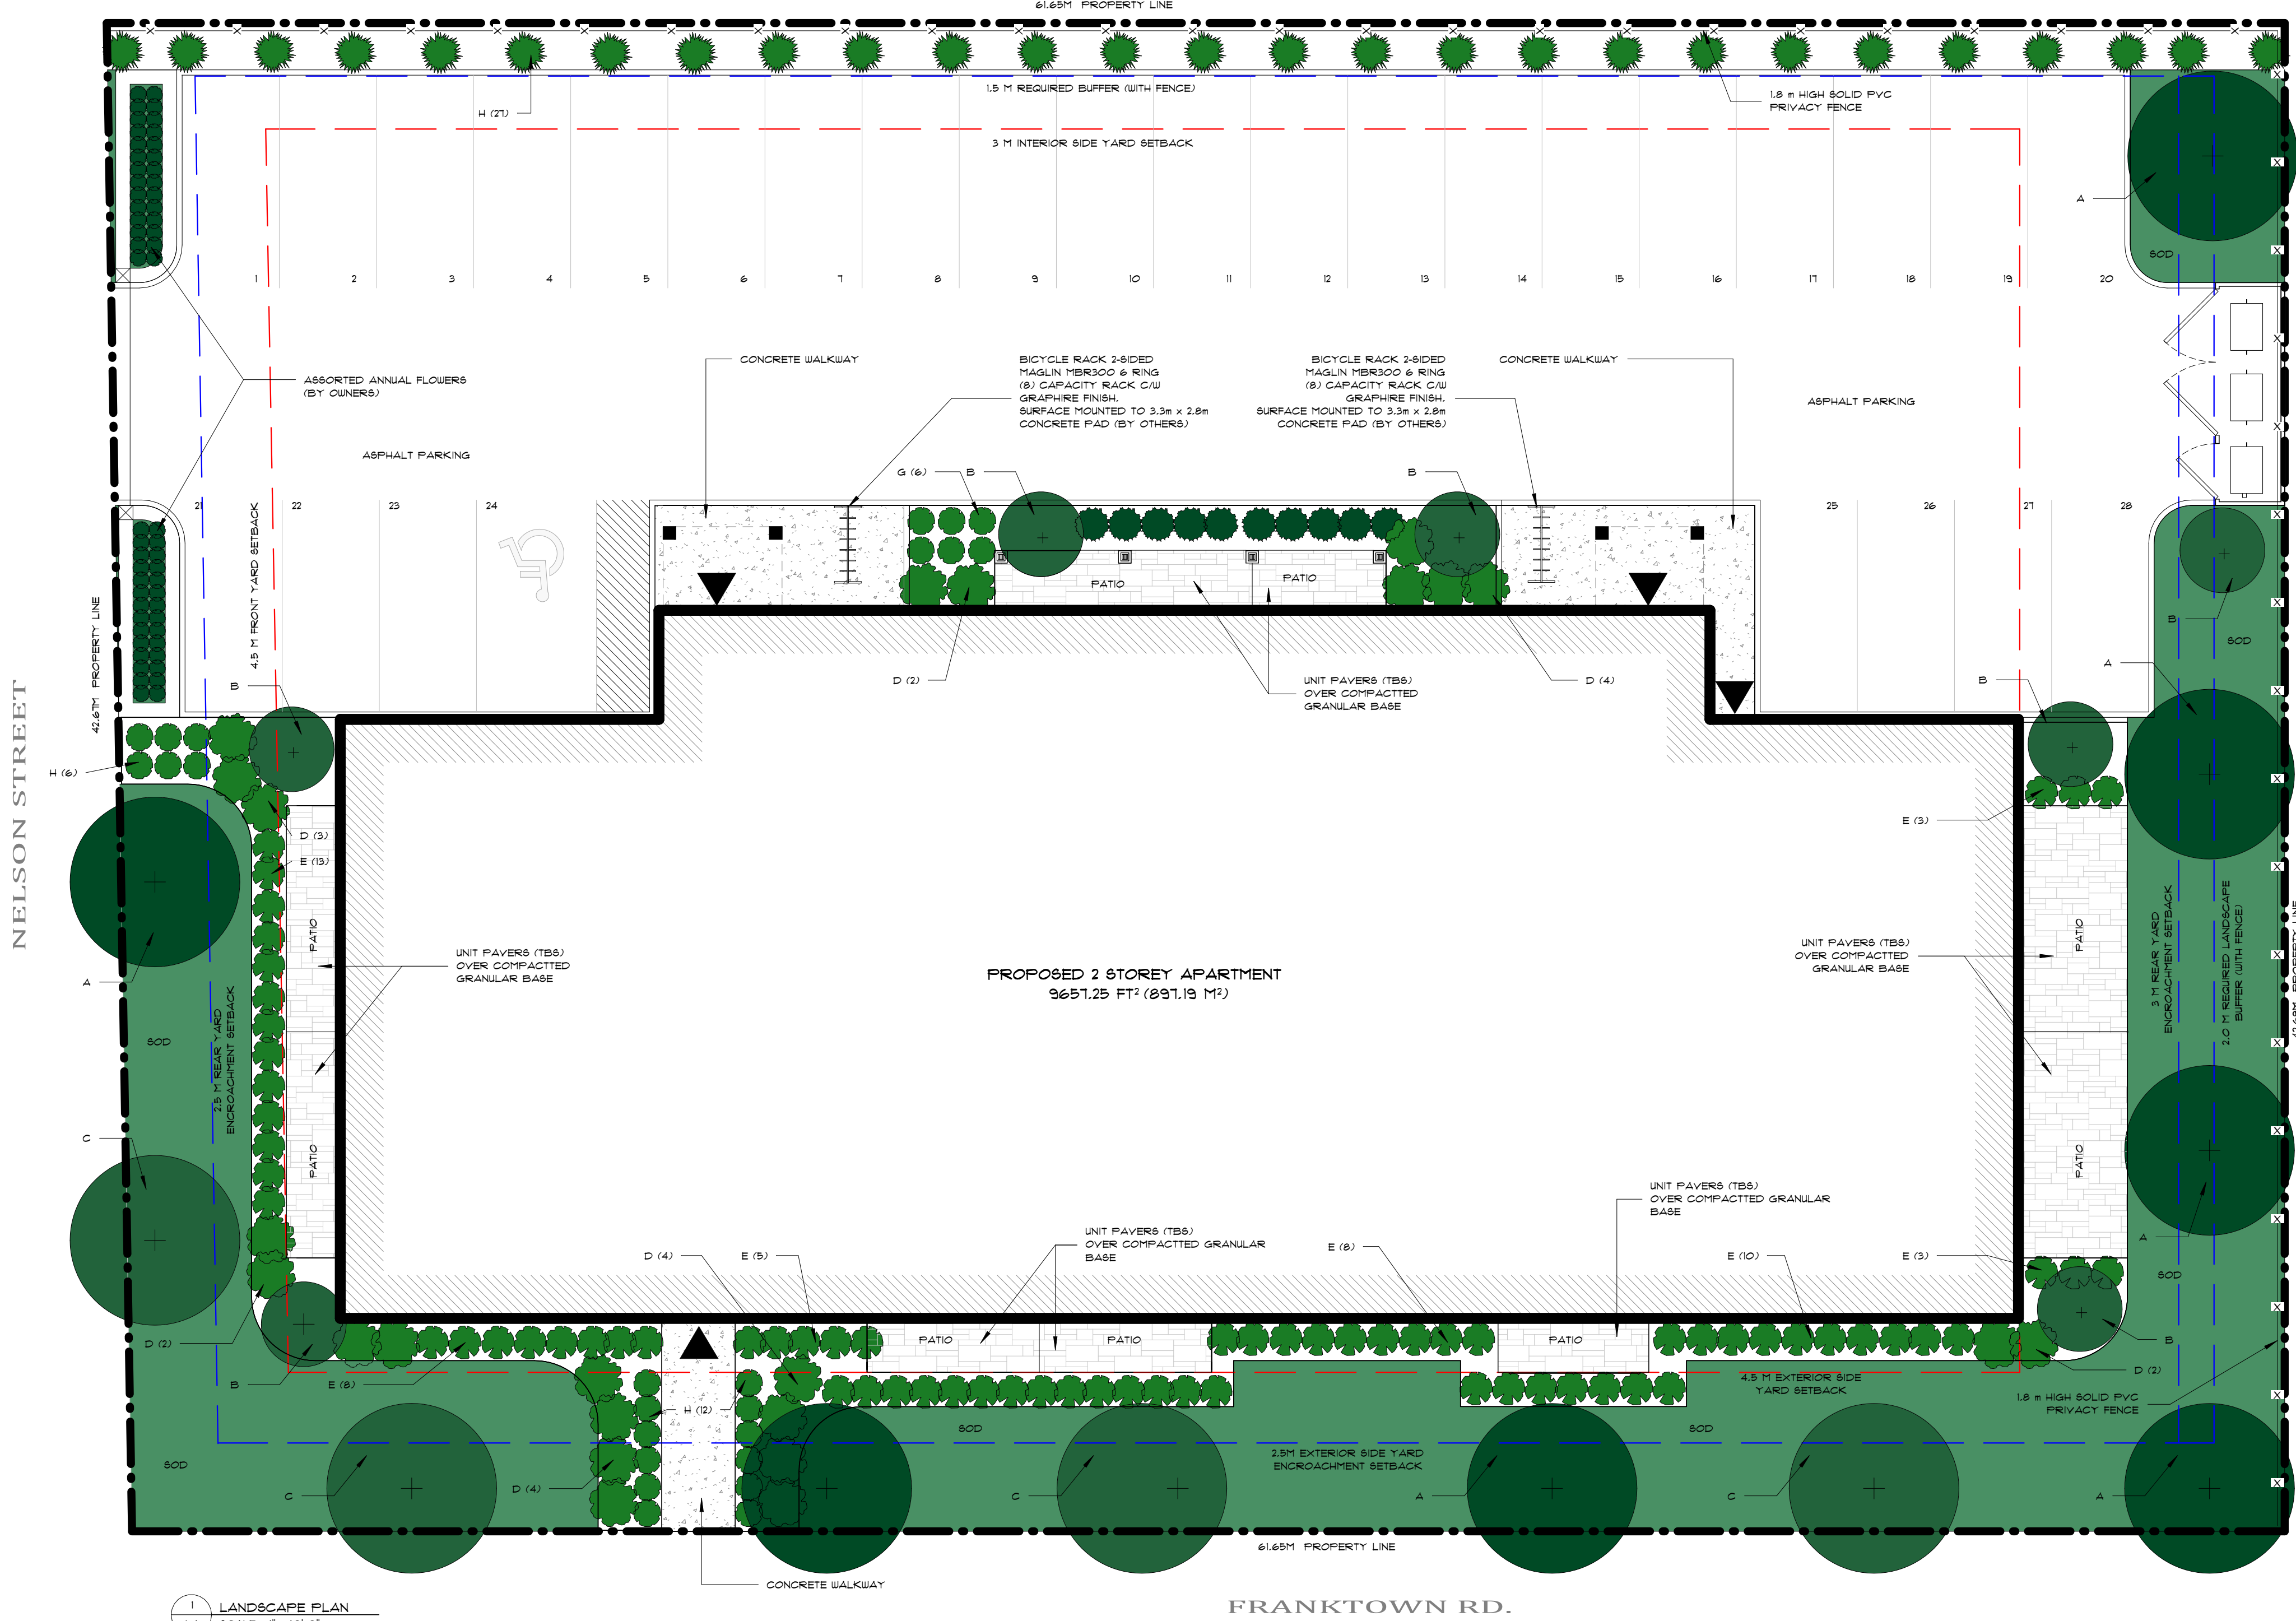 61.65M PROPERTY LINE
1.5 M REQUIRED BUFFER (WITH FENCE)
1.8 m HIGH SOLID PVC
PRIVACY FENCE
H (27)
3 M INTERIOR SIDE YARD SETBACK
A
SOD
1 2 3 4 5 6 7 8 9 10 11 12 13 14 15 16 17 18 19 20
CONCRETE WALKWAY
BICYCLE RACK 2-SIDED
MAGLIN MBR300 6 RING
(8) CAPACITY RACK C/W
GRAPHIRE FINISH,
SURFACE MOUNTED TO 3.3m x 2.8m
CONCRETE PAD (BY OTHERS)
BICYCLE RACK 2-SIDED
MAGLIN MBR300 6 RING
(8) CAPACITY RACK C/W
GRAPHIRE FINISH,
SURFACE MOUNTED TO 3.3m x 2.8m
CONCRETE PAD (BY OTHERS)
CONCRETE WALKWAY
ASSORTED ANNUAL FLOWERS
(BY OWNERS)
ASPHALT PARKING
ASPHALT PARKING
G (6)
B
B
21 22 23 24
25 26 27 28
4.5 M FRONT YARD SETBACK
42.67M PROPERTY LINE
NELSON STREET
PATIO
PATIO
B
SOD
A
B
B
D (2)
UNIT PAVERS (TBS)
OVER COMPACTTED
GRANULAR BASE
D (4)
H (6)
D (3)
E (13)
E (3)
PATIO
UNIT PAVERS (TBS)
OVER COMPACTTED
GRANULAR BASE
PROPOSED 2 STOREY APARTMENT
9657.25 FT² (897.19 M²)
UNIT PAVERS (TBS)
OVER COMPACTTED
GRANULAR BASE
PATIO
3 M REAR YARD
ENCROACHMENT SETBACK
2.0 M REQUIRED LANDSCAPE
BUFFER (WITH FENCE)
PROPERTY LINE
A
SOD
2.5 M REAR YARD
ENCROACHMENT SETBACK
C
PATIO
PATIO
UNIT PAVERS (TBS)
OVER COMPACTTED GRANULAR
BASE
UNIT PAVERS (TBS)
OVER COMPACTTED GRANULAR
BASE
D (4)
E (5)
E (8)
E (10)
E (3)
A
SOD
D (2)
B
E (8)
PATIO
PATIO
PATIO
B
D (2)
4.5 M EXTERIOR SIDE
YARD SETBACK
1.8 m HIGH SOLID PVC
PRIVACY FENCE
H (12)
SOD
SOD
SOD
2.5M EXTERIOR SIDE YARD
ENCROACHMENT SETBACK
C
D (4)
C
A
C
A
61.65M PROPERTY LINE
CONCRETE WALKWAY
1 LANDSCAPE PLAN
FRANKTOWN RD.